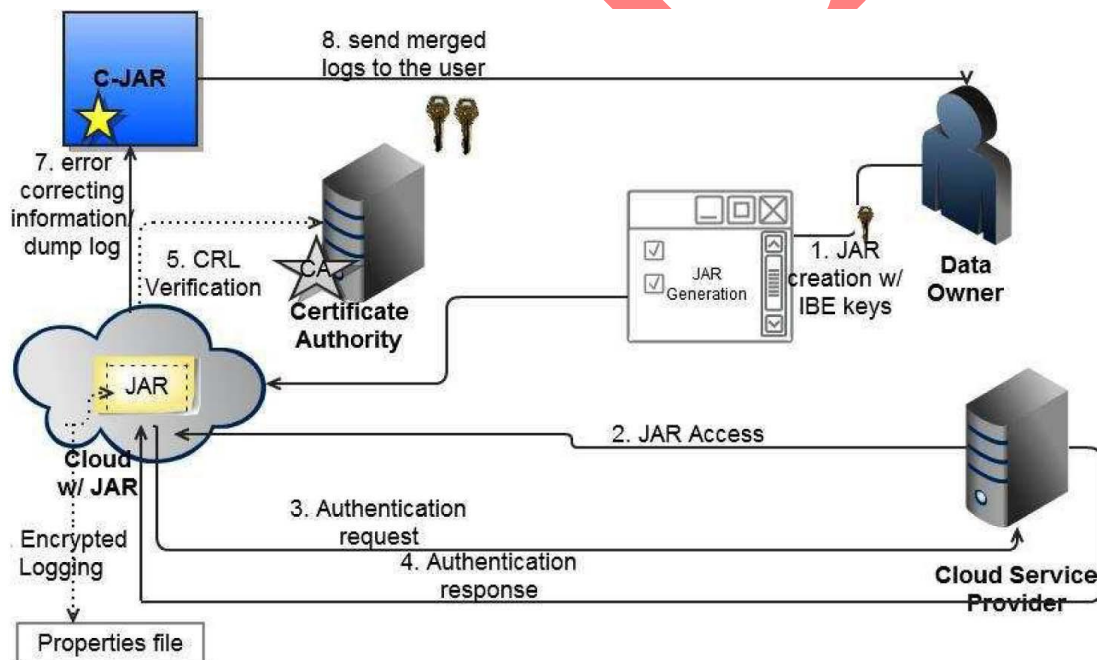 8. send merged
logs to the user
C-JAR
7. error
correcting
information/
dump log
5. CRL
Verification
CA
Certificate
Authority
JAR
Generation
1. JAR
creation w/
IBE keys
Data
Owner
JAR
Cloud
w/ JAR
2. JAR Access
3. Authentication
request
4. Authentication
response
Encrypted
Logging
Cloud Service
Provider
Properties file